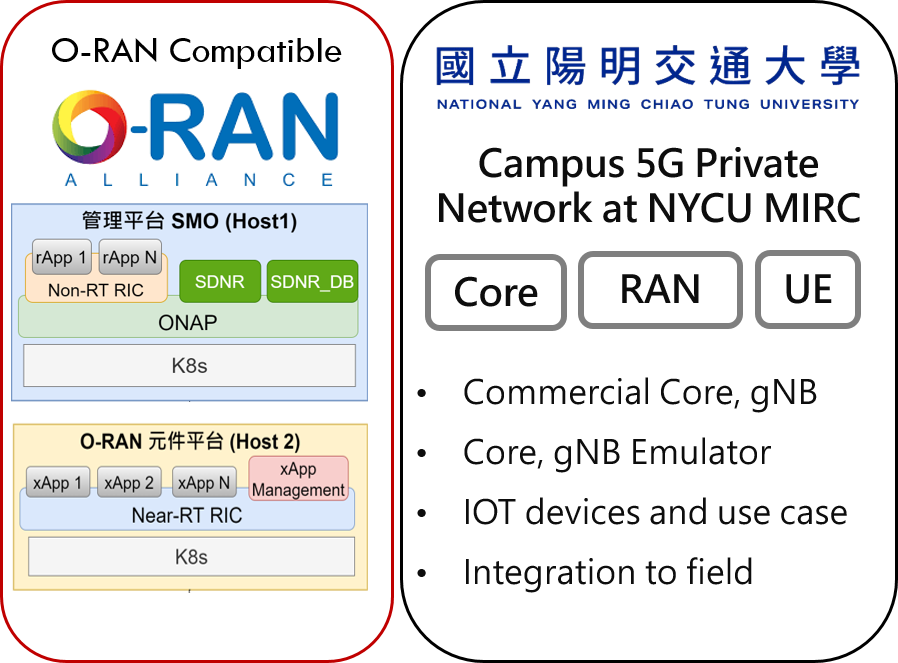 O-RAN Compatible
O-RAN
ALLIANCE
管理平台 SMO (Host1)
rApp 1
rApp N
Non-RT RIC
SDNR
SDNR_DB
ONAP
K8s
O-RAN 元件平台 (Host 2)
xApp 1
xApp 2
xApp N
xApp
Management
Near-RT RIC
K8s
國立陽明交通大學
NATIONAL YANG MING CHIAO TUNG UNIVERSITY
Campus 5G Private
Network at NYCU MIRC
Core
RAN
UE
• Commercial Core, gNB
• Core, gNB Emulator
• IOT devices and use case
• Integration to field